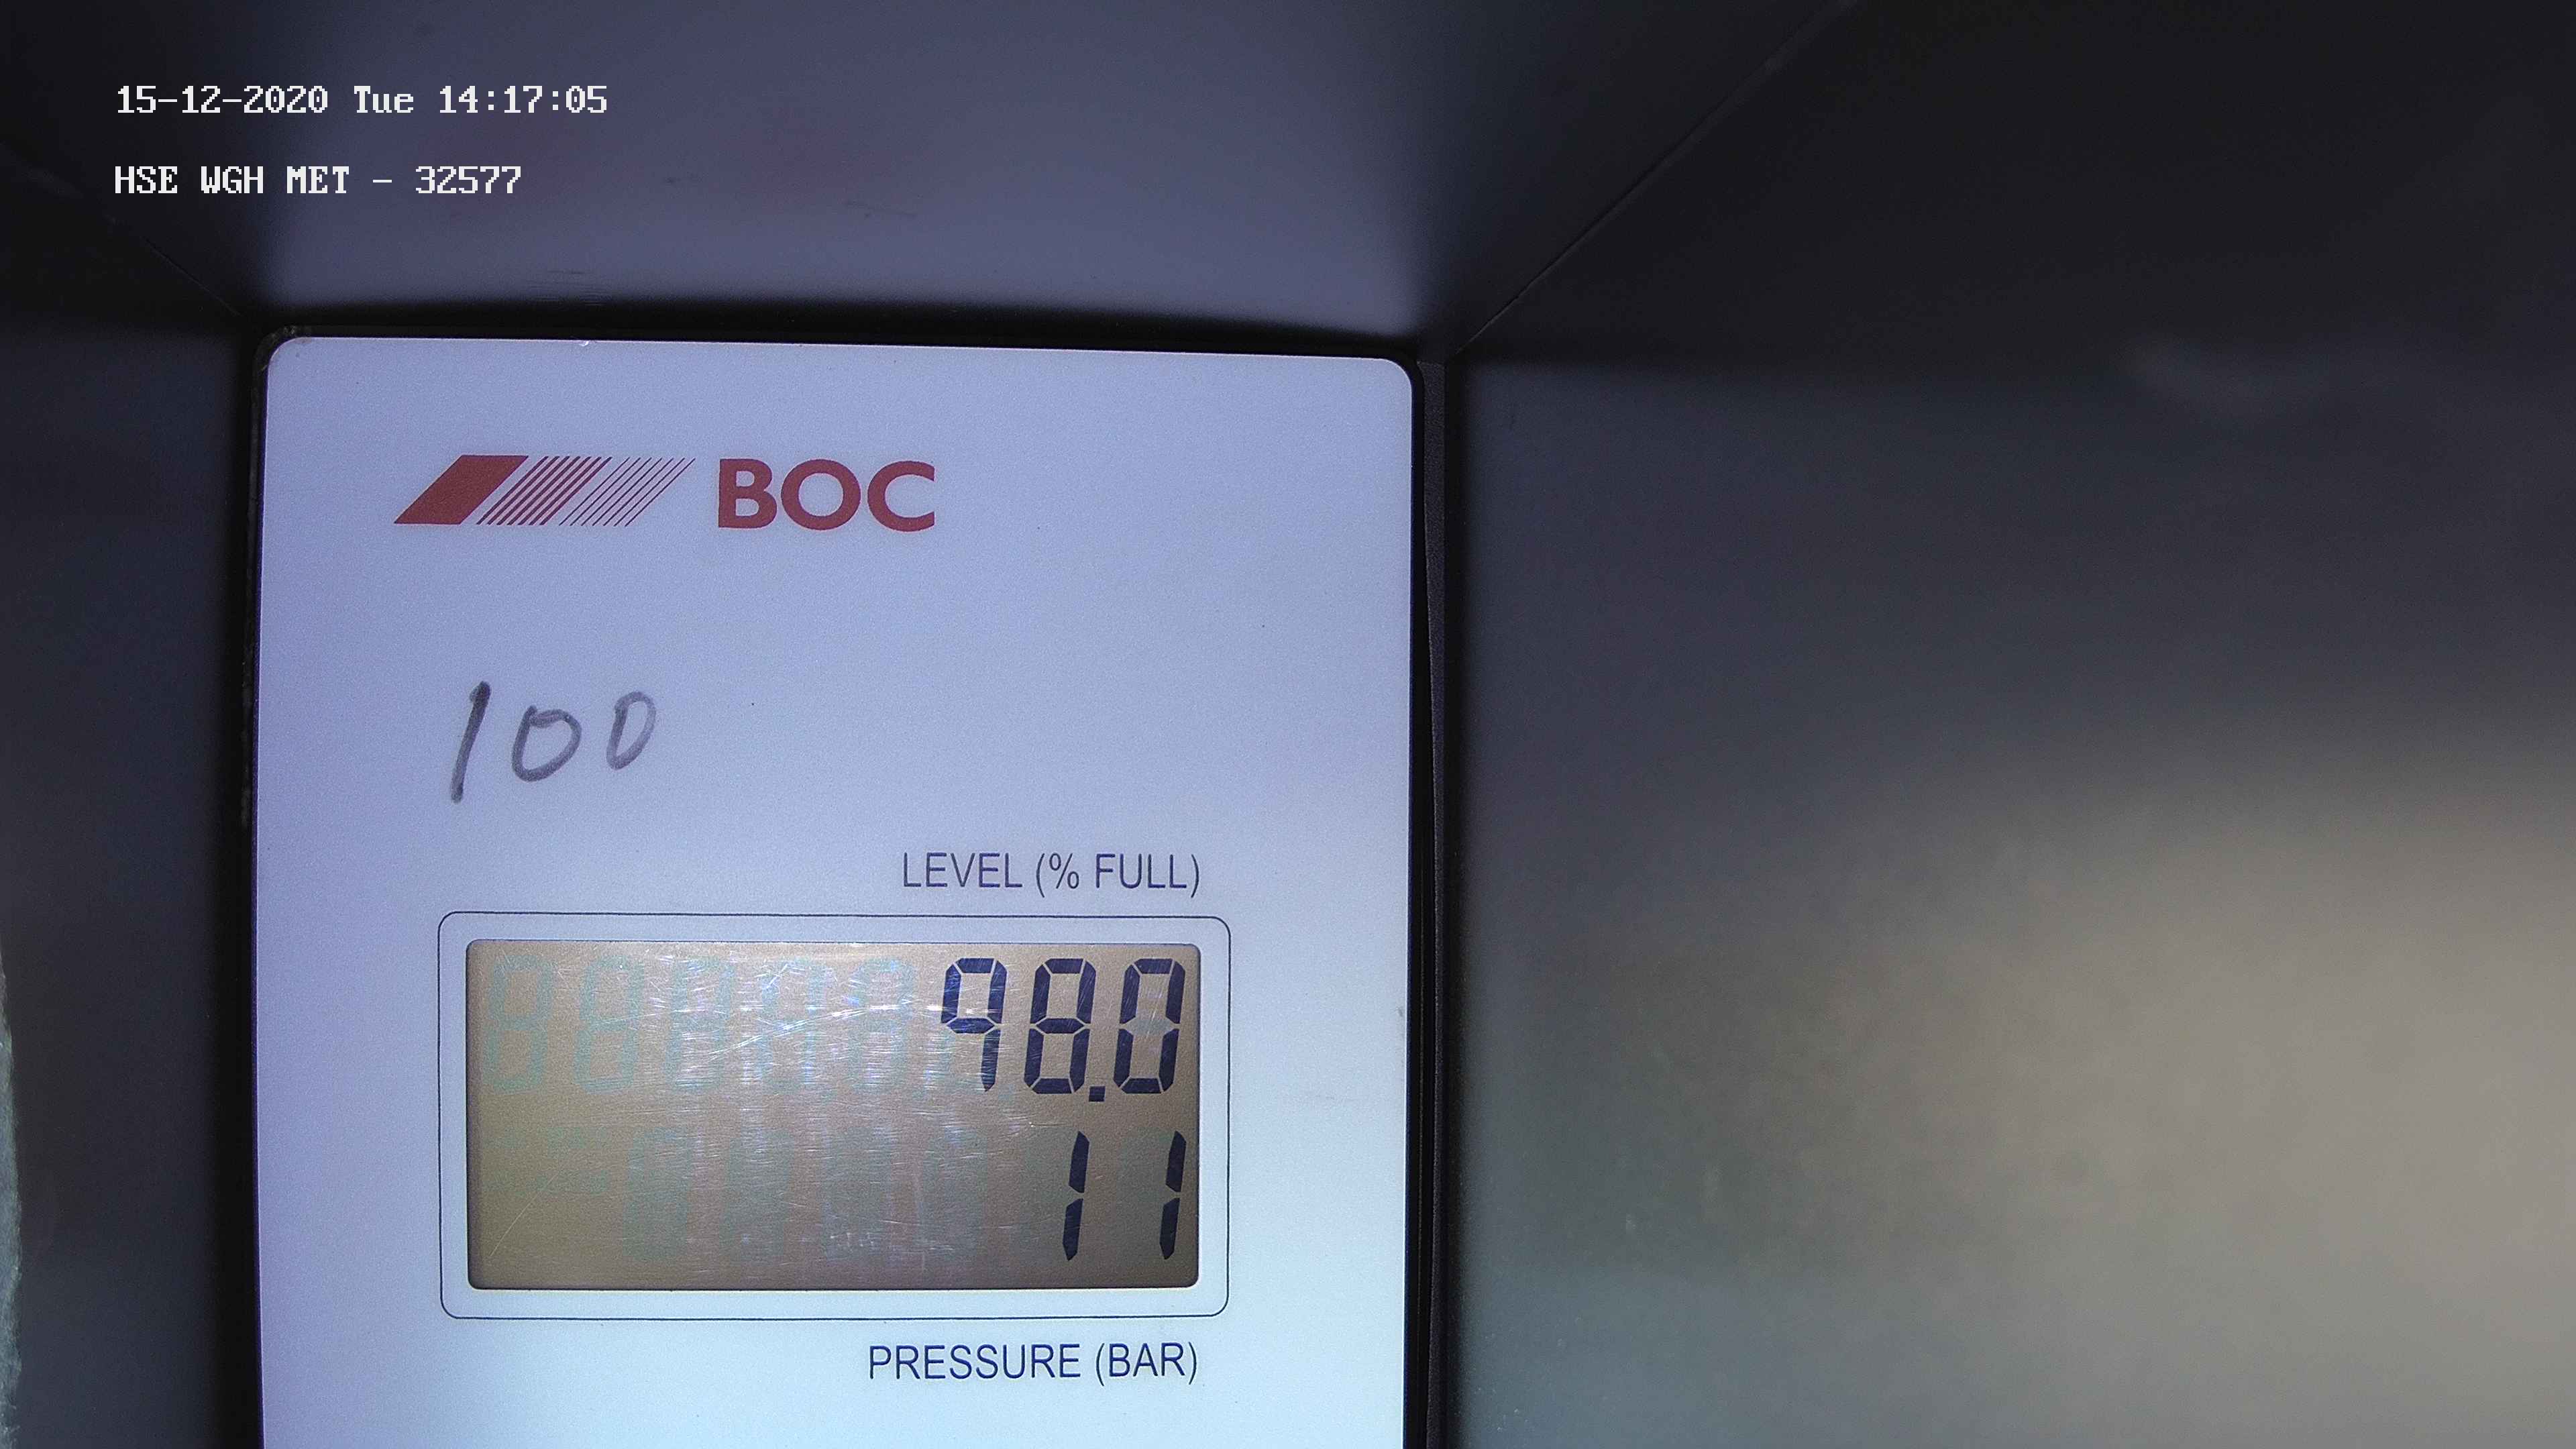 15-12-2020 Tue 14:17:05
HSE WGH MET - 32577
BOC
100
LEVEL (% FULL)
98.0
11
PRESSURE (BAR)